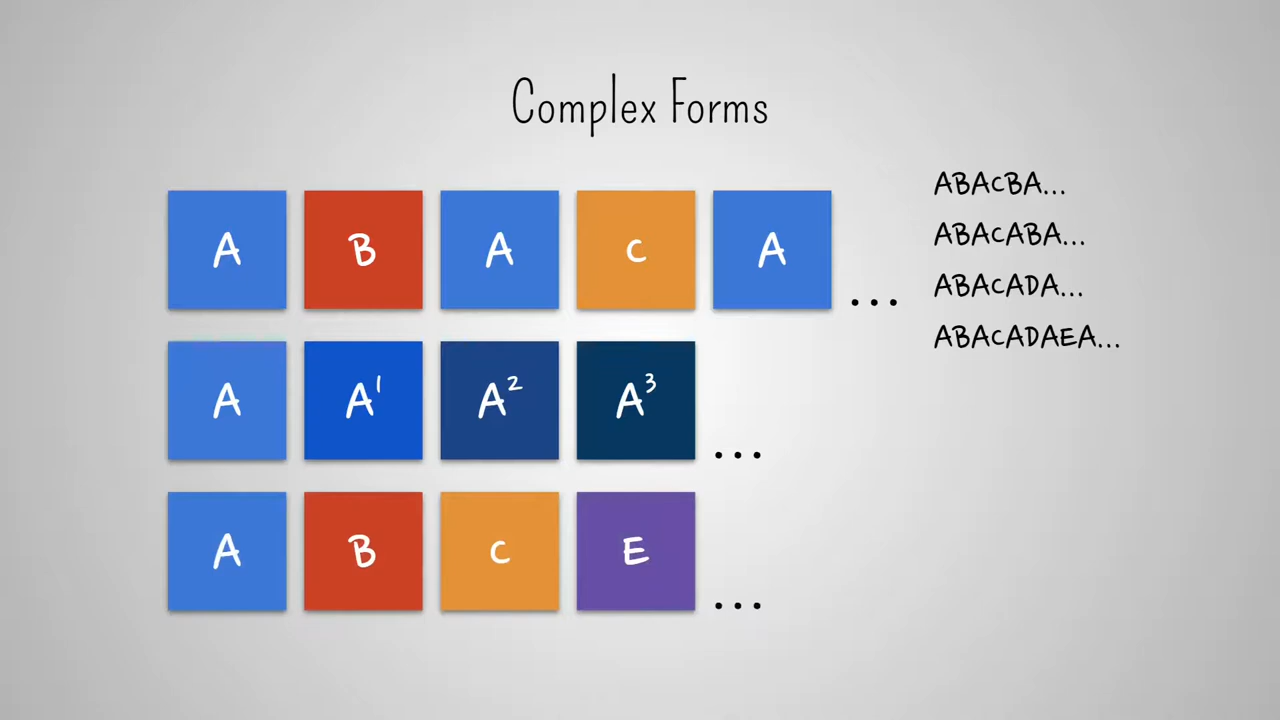 Complex Forms
A B A C A ...
ABACBA...
ABACABA...
ABACADA...
ABACADAEA...
A A¹ A² A³ ...
A B C E ...